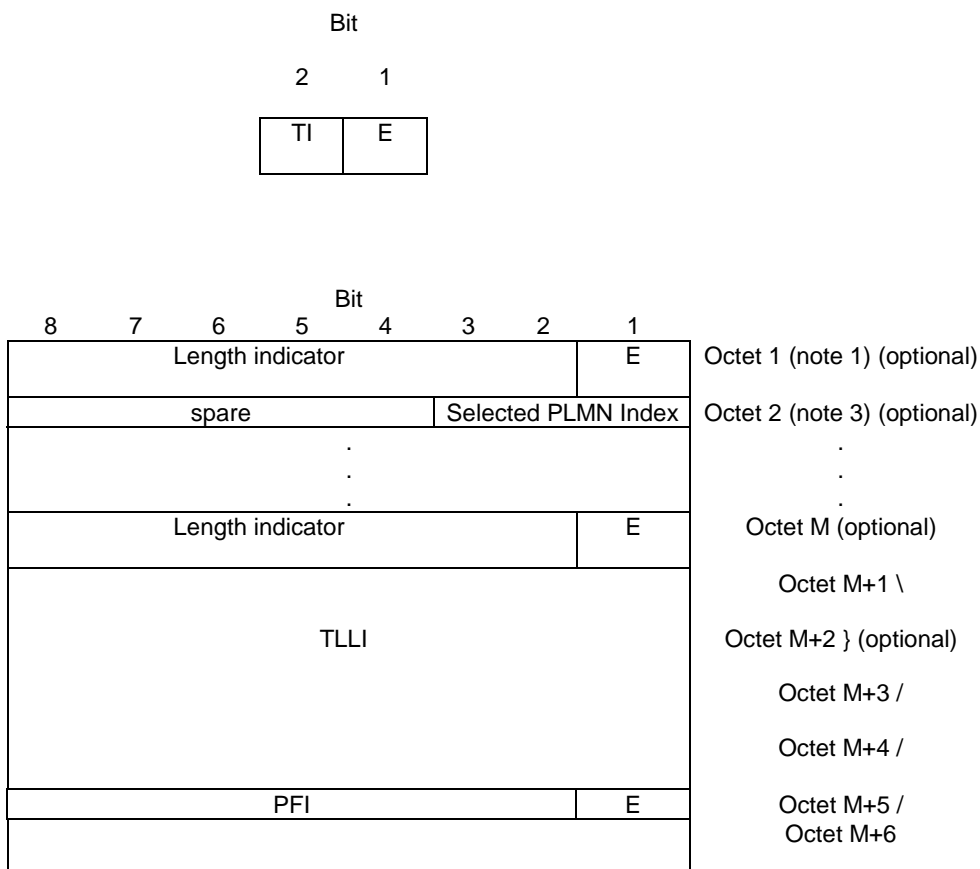 Bit
2 1
TI E
Bit
8 7 6 5 4 3 2 1
Length indicator E Octet 1 (note 1) (optional)
spare Selected PLMN Index Octet 2 (note 3) (optional)
. .
. .
. .
Length indicator E Octet M (optional)
Octet M+1 \
TLLI Octet M+2 } (optional)
Octet M+3 /
Octet M+4 /
PFI E Octet M+5 /
Octet M+6